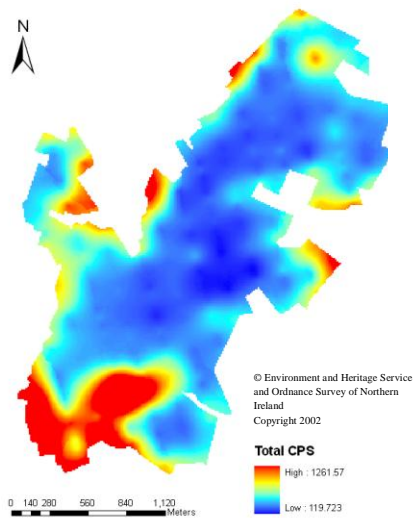 N
© Environment and Heritage Service
and Ordnance Survey of Northern
Ireland
Copyright 2002
Total CPS
High : 1261.57
Low : 119.723
0 140 280 560 840 1,120
Meters